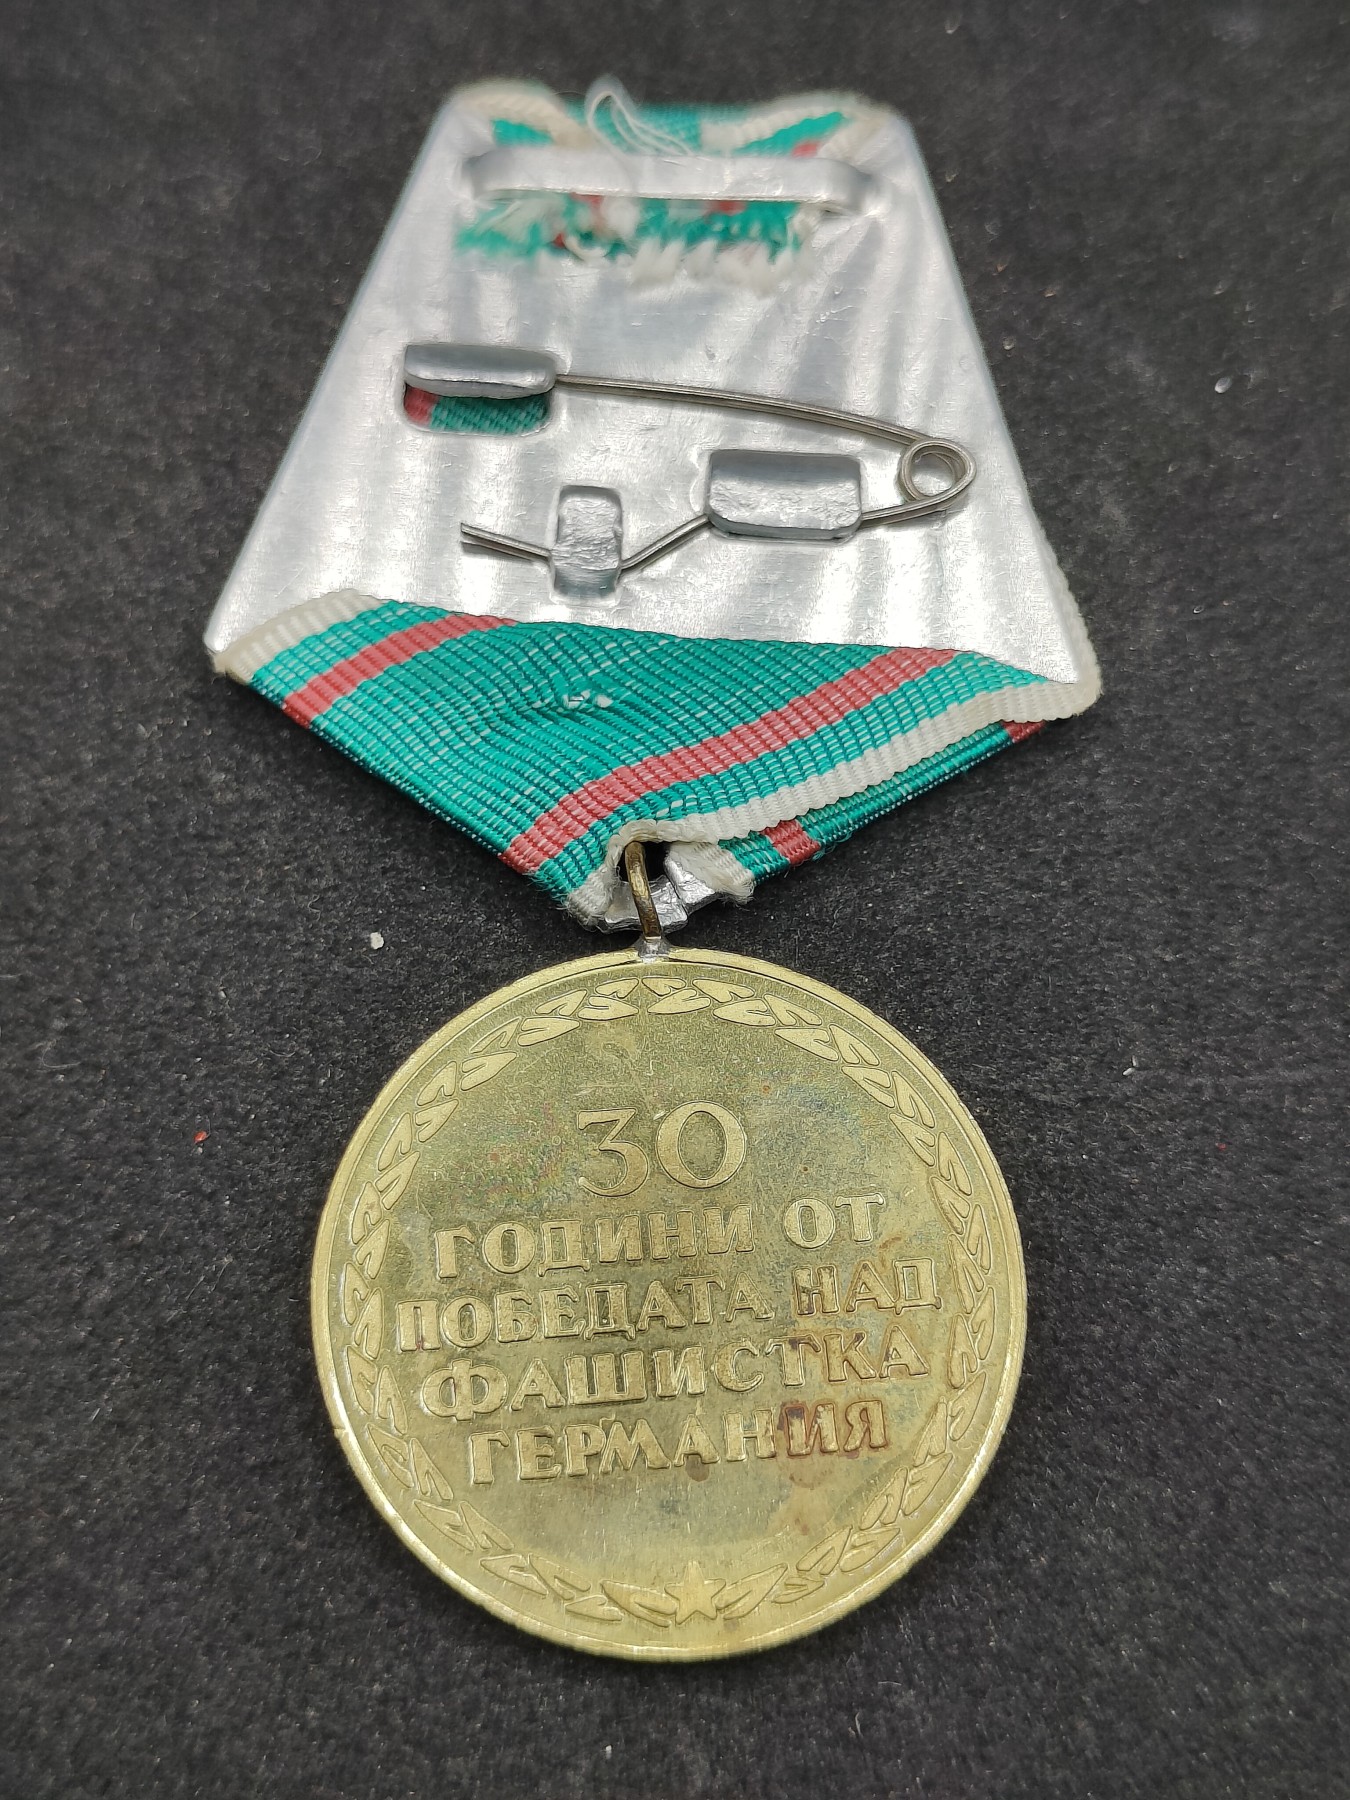 30
ГОДИНИ ОТ
ПОБЕДАТА НАД
ФАШИСТКА
ГЕРМАНИЯ